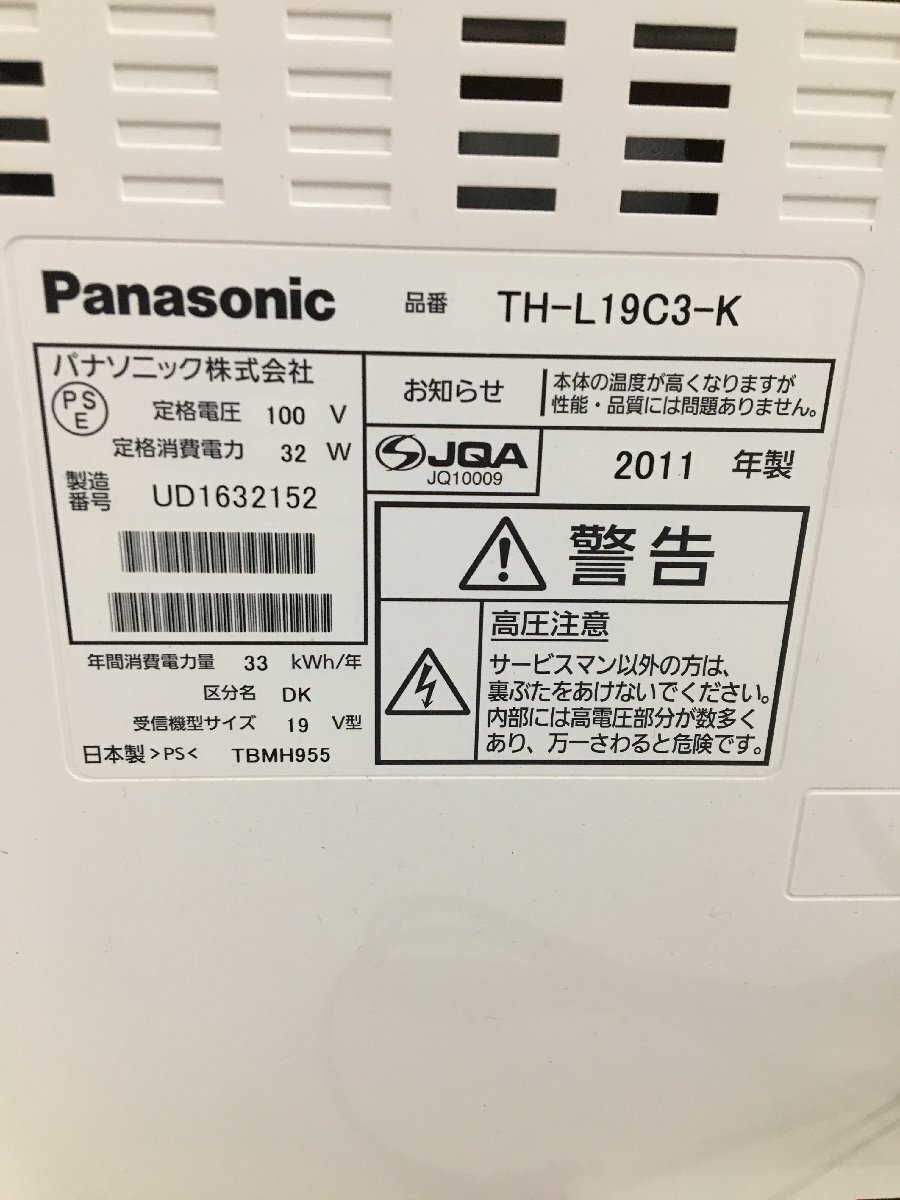 Panasonic 品番 TH-L19C3-K
パナソニック株式会社
PS
E
定格電圧 100 V
定格消費電力 32 W
製造
番号 UD1632152
お知らせ
本体の温度が高くなりますが
性能・品質には問題ありません。
JQA
JQ10009
2011 年製
警告
高圧注意
サービスマン以外の方は、
裏ぶたをあけないでください。
内部には高電圧部分が数多く
あり、万一さわると危険です。
年間消費電力量 33 kWh/年
区分名 DK
受信機型サイズ 19 V型
日本製 >PS< TBMH955